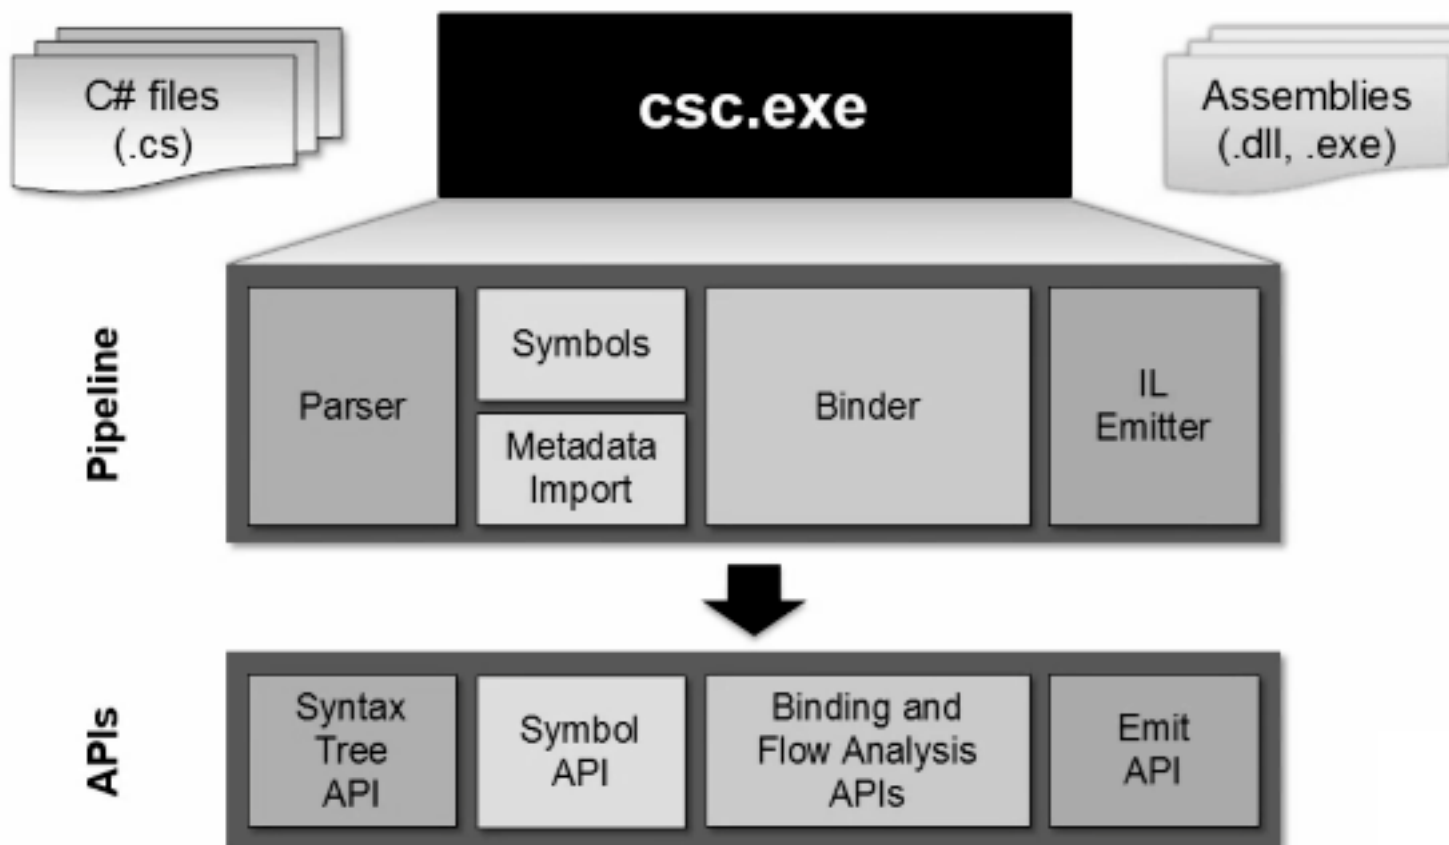 C# files
(.cs)
csc.exe
Assemblies
(.dll, .exe)
Pipeline
Parser
Symbols
Metadata
Import
Binder
IL
Emitter
APIs
Syntax
Tree
API
Symbol
API
Binding and
Flow Analysis
APIs
Emit
API